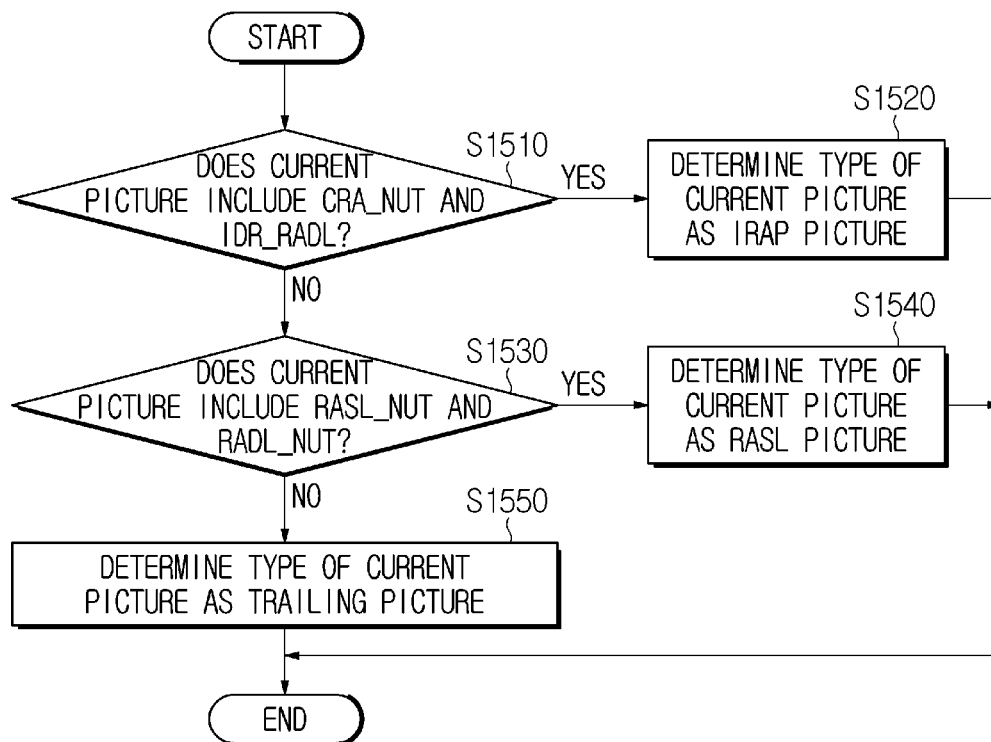 START
S1510
DOES CURRENT
PICTURE INCLUDE CRA_NUT AND
IDR_RADL?
YES
S1520
DETERMINE TYPE OF
CURRENT PICTURE
AS IRAP PICTURE
NO
S1530
DOES CURRENT
PICTURE INCLUDE RASL_NUT AND
RADL_NUT?
YES
S1540
DETERMINE TYPE OF
CURRENT PICTURE
AS RASL PICTURE
NO
S1550
DETERMINE TYPE OF CURRENT
PICTURE AS TRAILING PICTURE
END